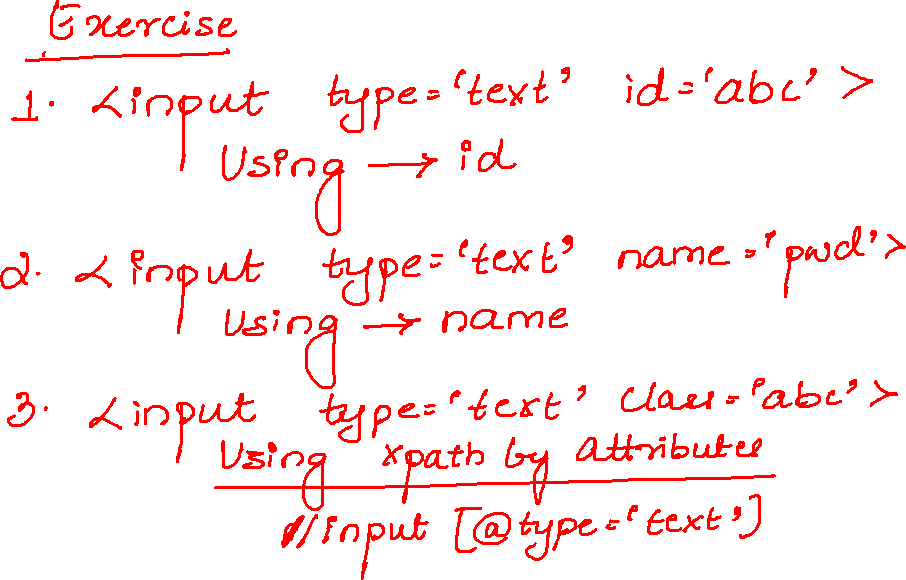 Exercise
1. <input type='text' id='abc' >
Using → id
2. <input type='text' name='pwd'>
Using → name
3. <input type='text' class='abc'>
Using xpath by attributes
//input [@type='text']